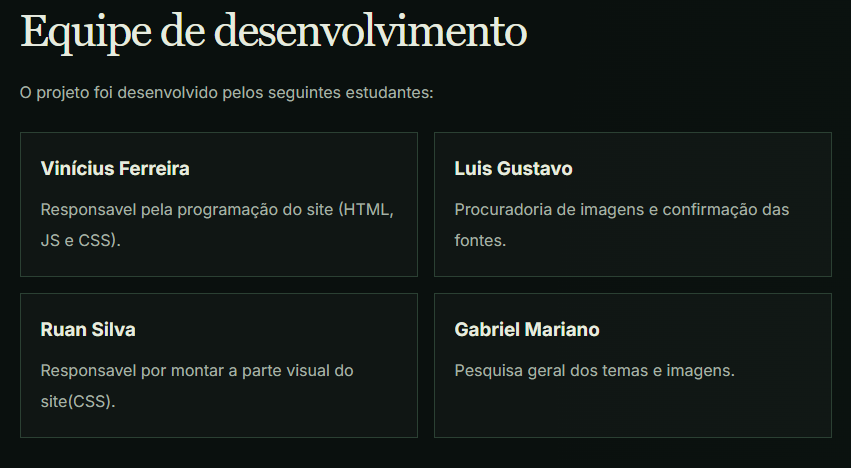 Equipe de desenvolvimento
O projeto foi desenvolvido pelos seguintes estudantes:
Vinícius Ferreira
Responsavel pela programação do site (HTML,
JS e CSS).
Luis Gustavo
Procuradoria de imagens e confirmação das
fontes.
Ruan Silva
Responsavel por montar a parte visual do
site(CSS).
Gabriel Mariano
Pesquisa geral dos temas e imagens.